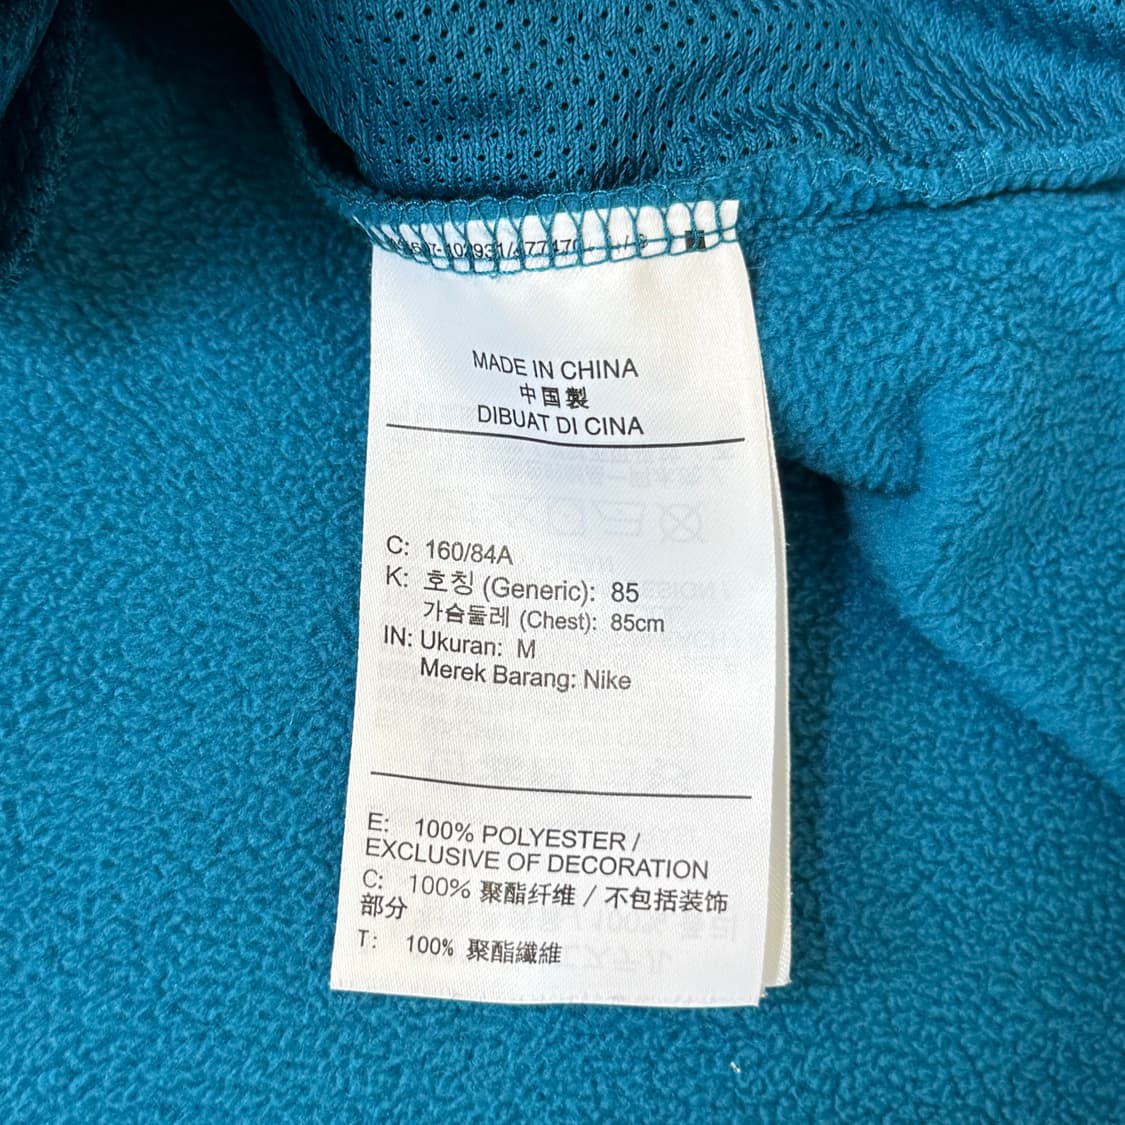 MADE IN CHINA
中国製
DIBUAT DI CINA
C: 160/84A
K: 호칭 (Generic): 85
가슴둘레 (Chest): 85cm
IN: Ukuran: M
Merek Barang: Nike
E: 100% POLYESTER /
EXCLUSIVE OF DECORATION
C: 100% 聚酯纤维 / 不包括装饰
部分
T: 100% 聚酯纖維